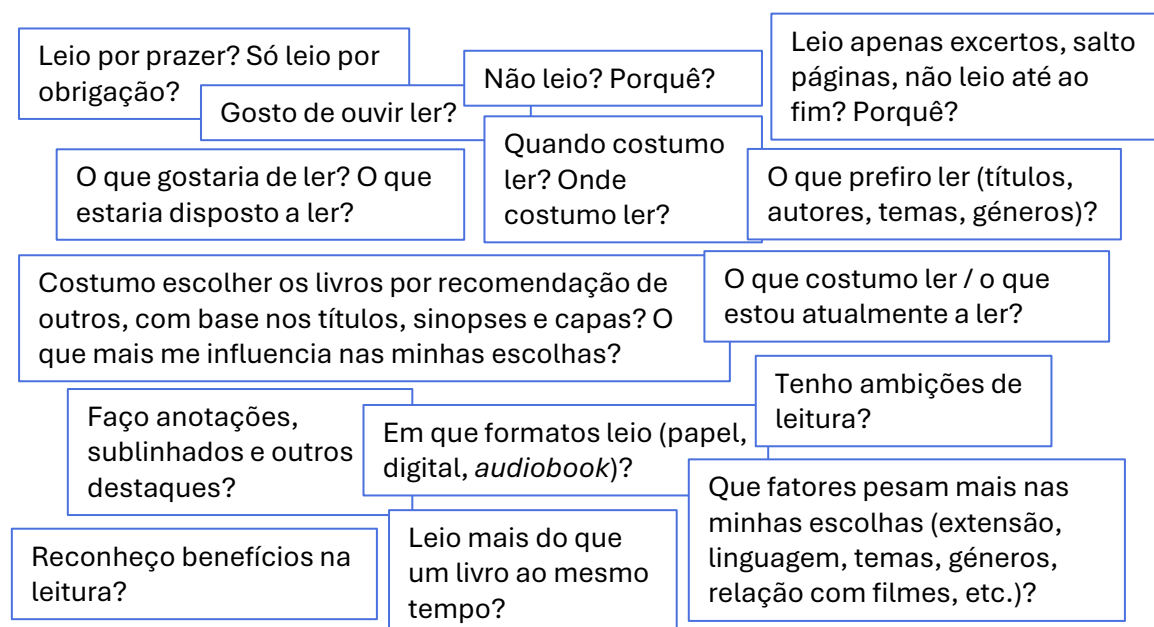 Leio por prazer? Só leio por
obrigação?
Gosto de ouvir ler?
Não leio? Porquê?
Leio apenas excertos, salto
páginas, não leio até ao
fim? Porquê?
O que gostaria de ler? O que
estaria disposto a ler?
Quando costumo
ler? Onde
costumo ler?
O que prefiro ler (títulos,
autores, temas, géneros)?
Costumo escolher os livros por recomendação de
outros, com base nos títulos, sinopses e capas? O
que mais me influencia nas minhas escolhas?
O que costumo ler / o que
estou atualmente a ler?
Tenho ambições de
leitura?
Faço anotações,
sublinhados e outros
destaques?
Em que formatos leio (papel,
digital, audiobook)?
Que fatores pesam mais nas
minhas escolhas (extensão,
linguagem, temas, géneros,
relação com filmes, etc.)?
Reconheço benefícios na
leitura?
Leio mais do que
um livro ao mesmo
tempo?